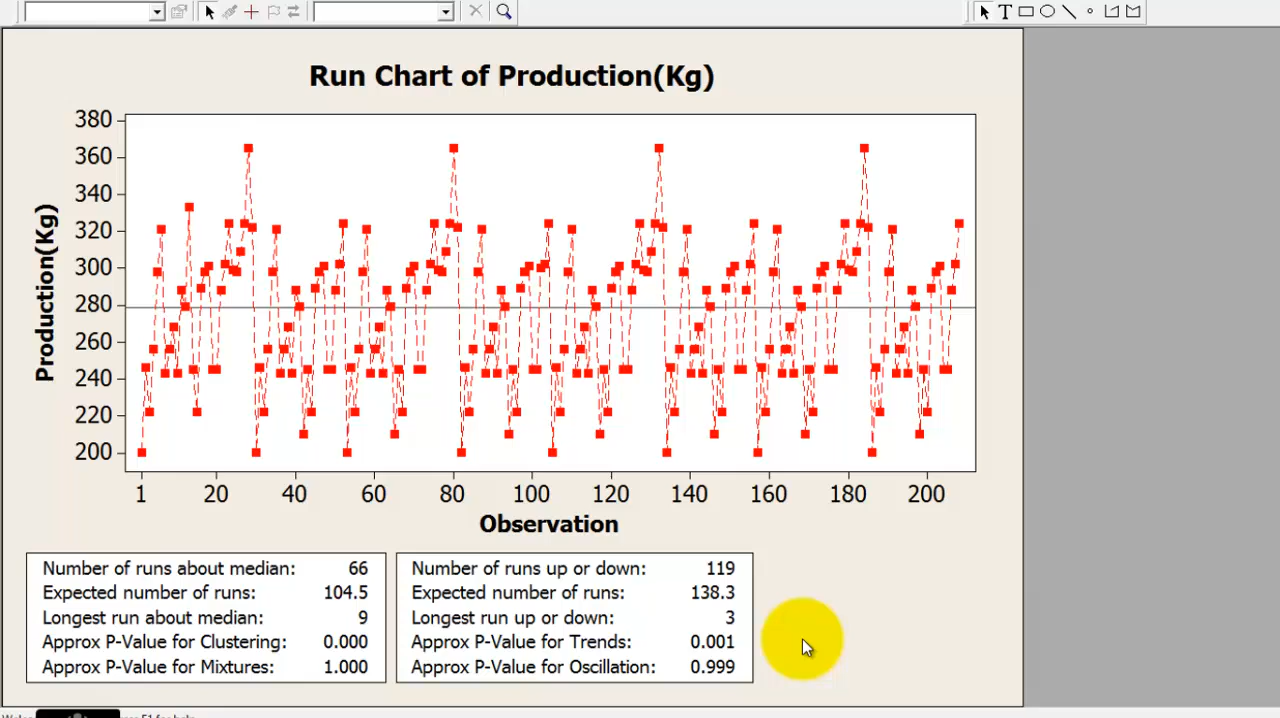 T
Run Chart of Production(Kg)
380
360
340
320
300
280
260
240
220
200
Production(Kg)
1 20 40 60 80 100 120 140 160 180 200
Observation
Number of runs about median: 66
Expected number of runs: 104.5
Longest run about median: 9
Approx P-Value for Clustering: 0.000
Approx P-Value for Mixtures: 1.000
Number of runs up or down: 119
Expected number of runs: 138.3
Longest run up or down: 3
Approx P-Value for Trends: 0.001
Approx P-Value for Oscillation: 0.999